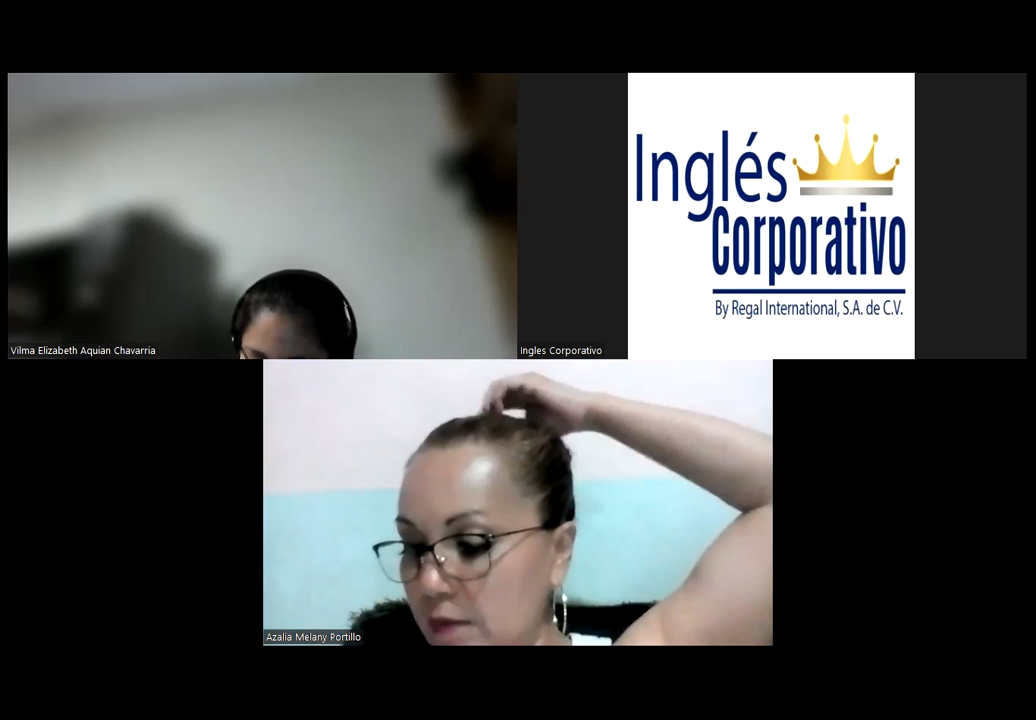 Inglés
Corporativo
By Regal International, S.A. de C.V.
Vilma Elizabeth Aquian Chavarria
Ingles Corporativo
Azalia Melany Portillo